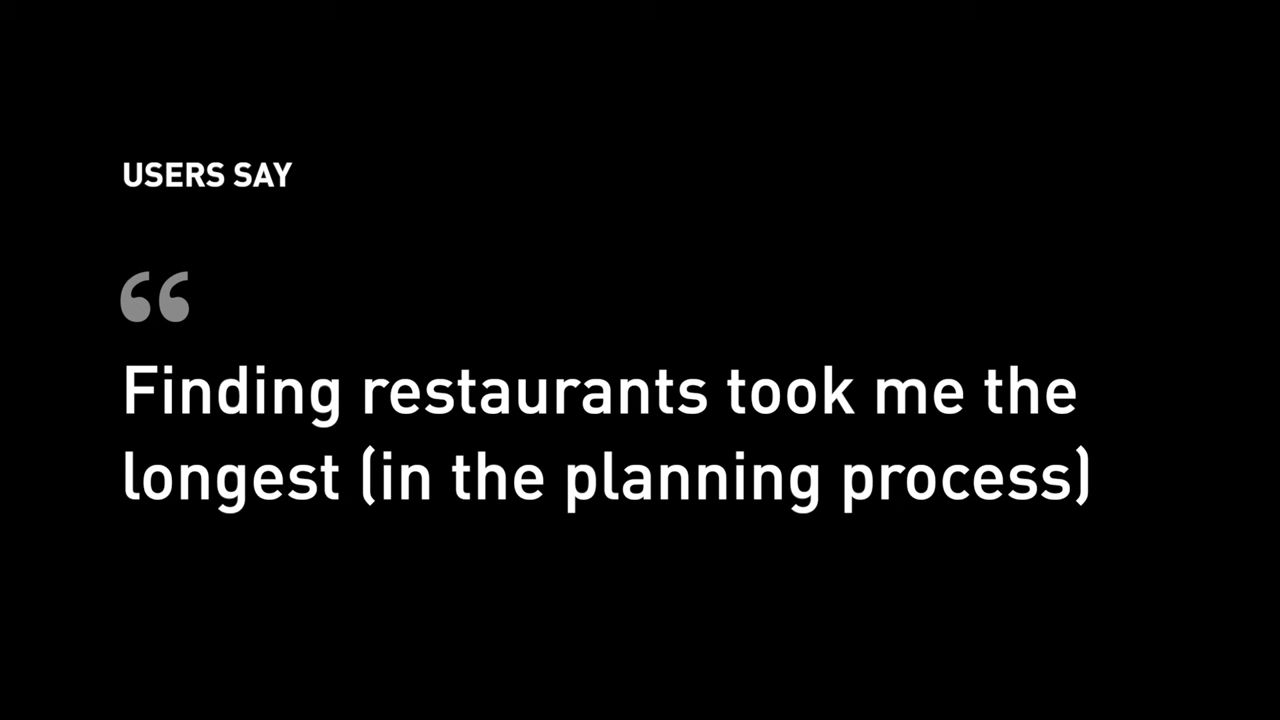 USERS SAY
“
Finding restaurants took me the
longest (in the planning process)